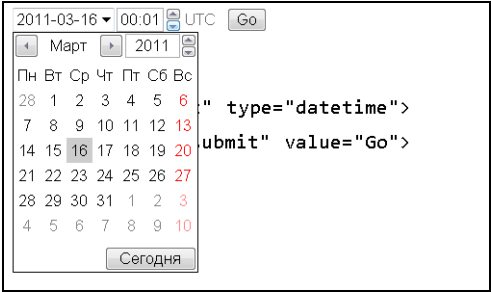 2011-03-16 00:01 UTC Go
Март 2011
Пн Вт Ср Чт Пт Сб Вс
28 1 2 3 4 5 6
" type="datetime">
7 8 9 10 11 12 13
14 15 16 17 18 19 20
ubmit" value="Go">
21 22 23 24 25 26 27
28 29 30 31 1 2 3
4 5 6 7 8 9 10
Сегодня